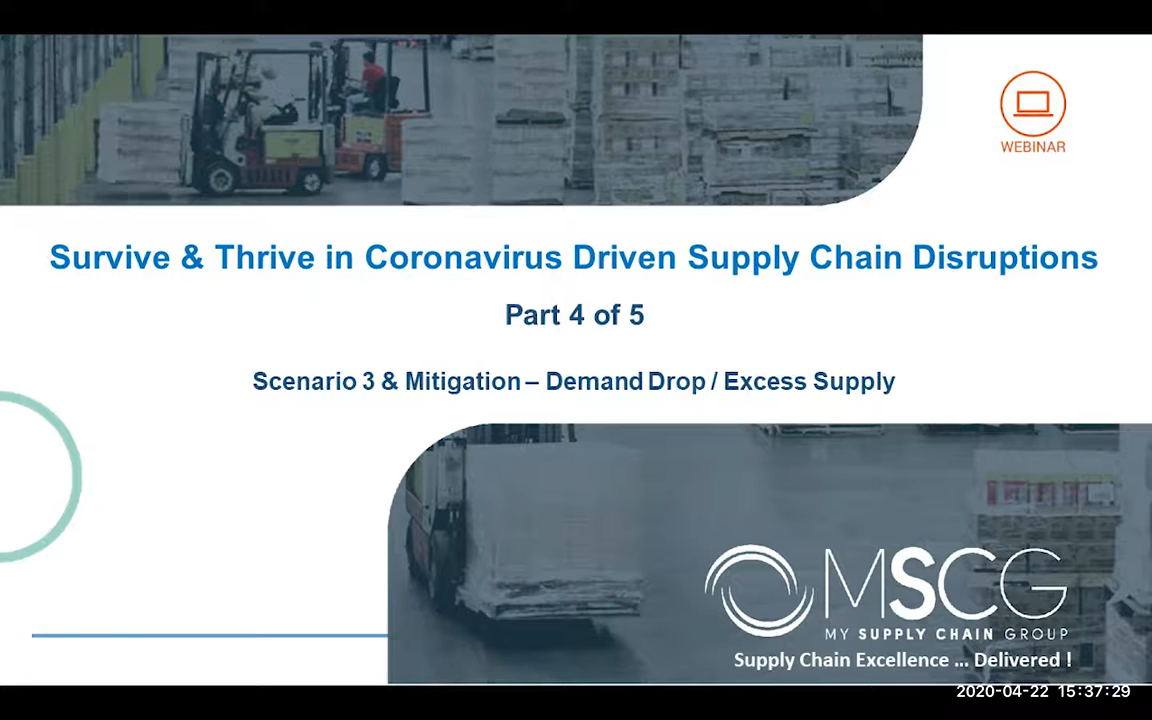 WEBINAR
Survive & Thrive in Coronavirus Driven Supply Chain Disruptions
Part 4 of 5
Scenario 3 & Mitigation – Demand Drop / Excess Supply
MSCG
MY SUPPLY CHAIN GROUP
Supply Chain Excellence ... Delivered !
2020-04-22 15:37:29